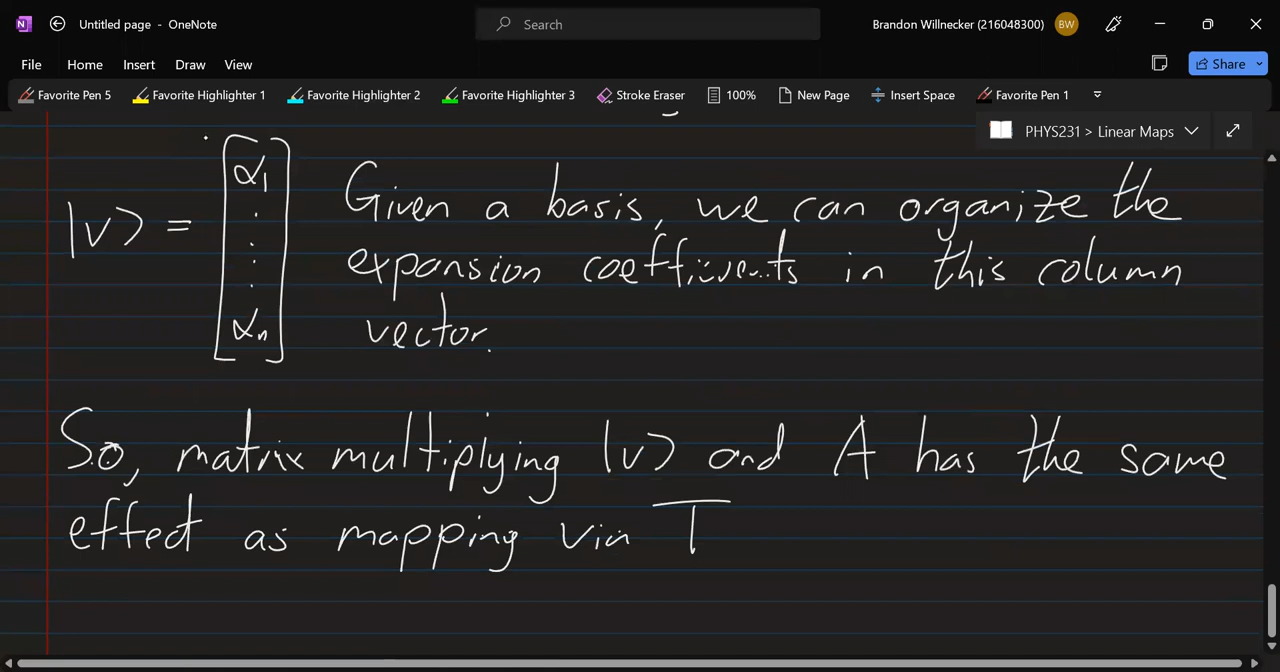 Untitled page - OneNote
Search
Brandon Willnecker (216048300) BW
File Home Insert Draw View
Share
Favorite Pen 5 Favorite Highlighter 1 Favorite Highlighter 2 Favorite Highlighter 3 Stroke Eraser 100% New Page Insert Space Favorite Pen 1
PHYS231 > Linear Maps
|v⟩ = [α₁ ⋮ αₙ]
Given a basis, we can organize the
expansion coefficients in this column
vector.
So, matrix multiplying |v⟩ and A has the same
effect as mapping via T